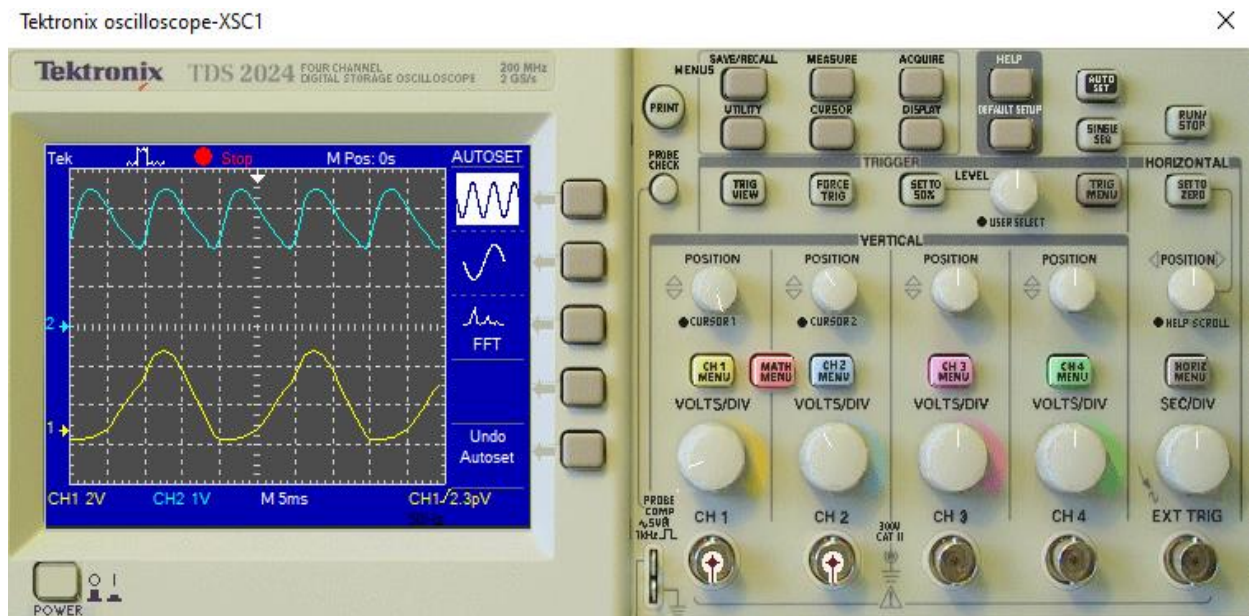 Tektronix oscilloscope-XSC1
Tektronix TDS 2024 FOUR CHANNEL
DIGITAL STORAGE OSCILLOSCOPE
200 MHz
2 GS/s
Tek Stop M Pos: 0s AUTOSET
FFT
Undo
Autoset
2
1
CH1 2V CH2 1V M 5ms CH1 2.3pV
POWER
O I
MENUS
SAVE/RECALL MEASURE ACQUIRE HELP
PRINT
AUTO
SET
UTILITY CURSOR DISPLAY DEFAULT SETUP
SINGLE
SEQ
RUN/
STOP
PROBE
CHECK
TRIGGER
HORIZONTAL
TRIG
VIEW
FORCE
TRIG
SET TO
50%
LEVEL
USER SELECT
TRIG
MENU
SET TO
ZERO
VERTICAL
POSITION POSITION POSITION POSITION POSITION
CURSOR 1 CURSOR 2 HELP SCROLL
CH 1
MENU
MATH
MENU
CH 2
MENU
CH 3
MENU
CH 4
MENU
HORIZ
MENU
VOLTS/DIV VOLTS/DIV VOLTS/DIV VOLTS/DIV SEC/DIV
PROBE
COMP
~5V@
1kHz
CH 1 CH 2 CH 3 CH 4 EXT TRIG
300V
CAT II